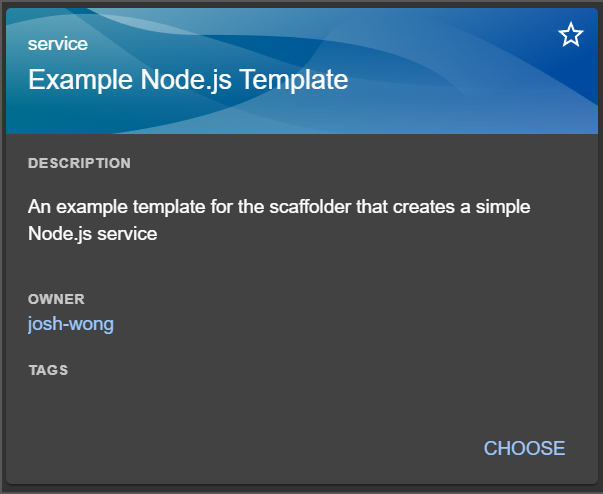 service
Example Node.js Template
DESCRIPTION
An example template for the scaffolder that creates a simple
Node.js service
OWNER
josh-wong
TAGS
CHOOSE